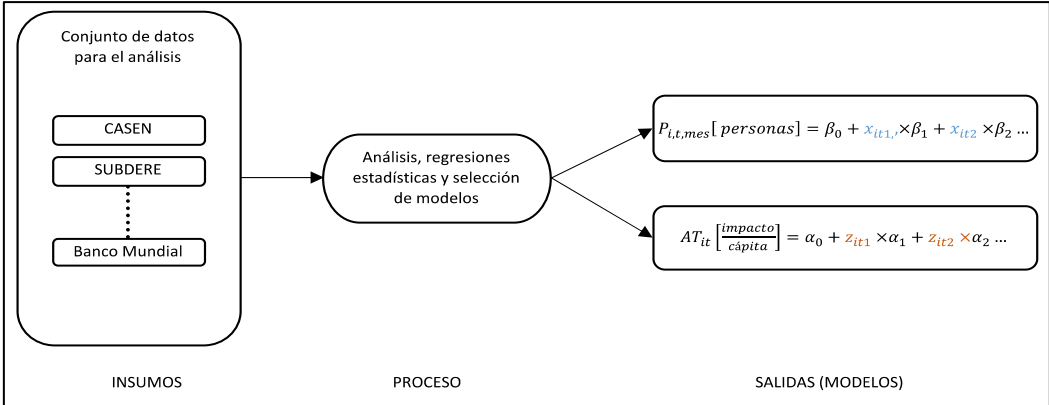 Conjunto de datos
para el análisis
CASEN
SUBDERE
Banco Mundial
Análisis, regresiones
estadísticas y selección
de modelos
P_{i,t,mes}[ personas] = β_0 + x_{it1,,}×β_1 + x_{it2} ×β_2 …
AT_{it} [impacto/cápita] = α_0 + z_{it1} ×α_1 + z_{it2} ×α_2 …
INSUMOS
PROCESO
SALIDAS (MODELOS)